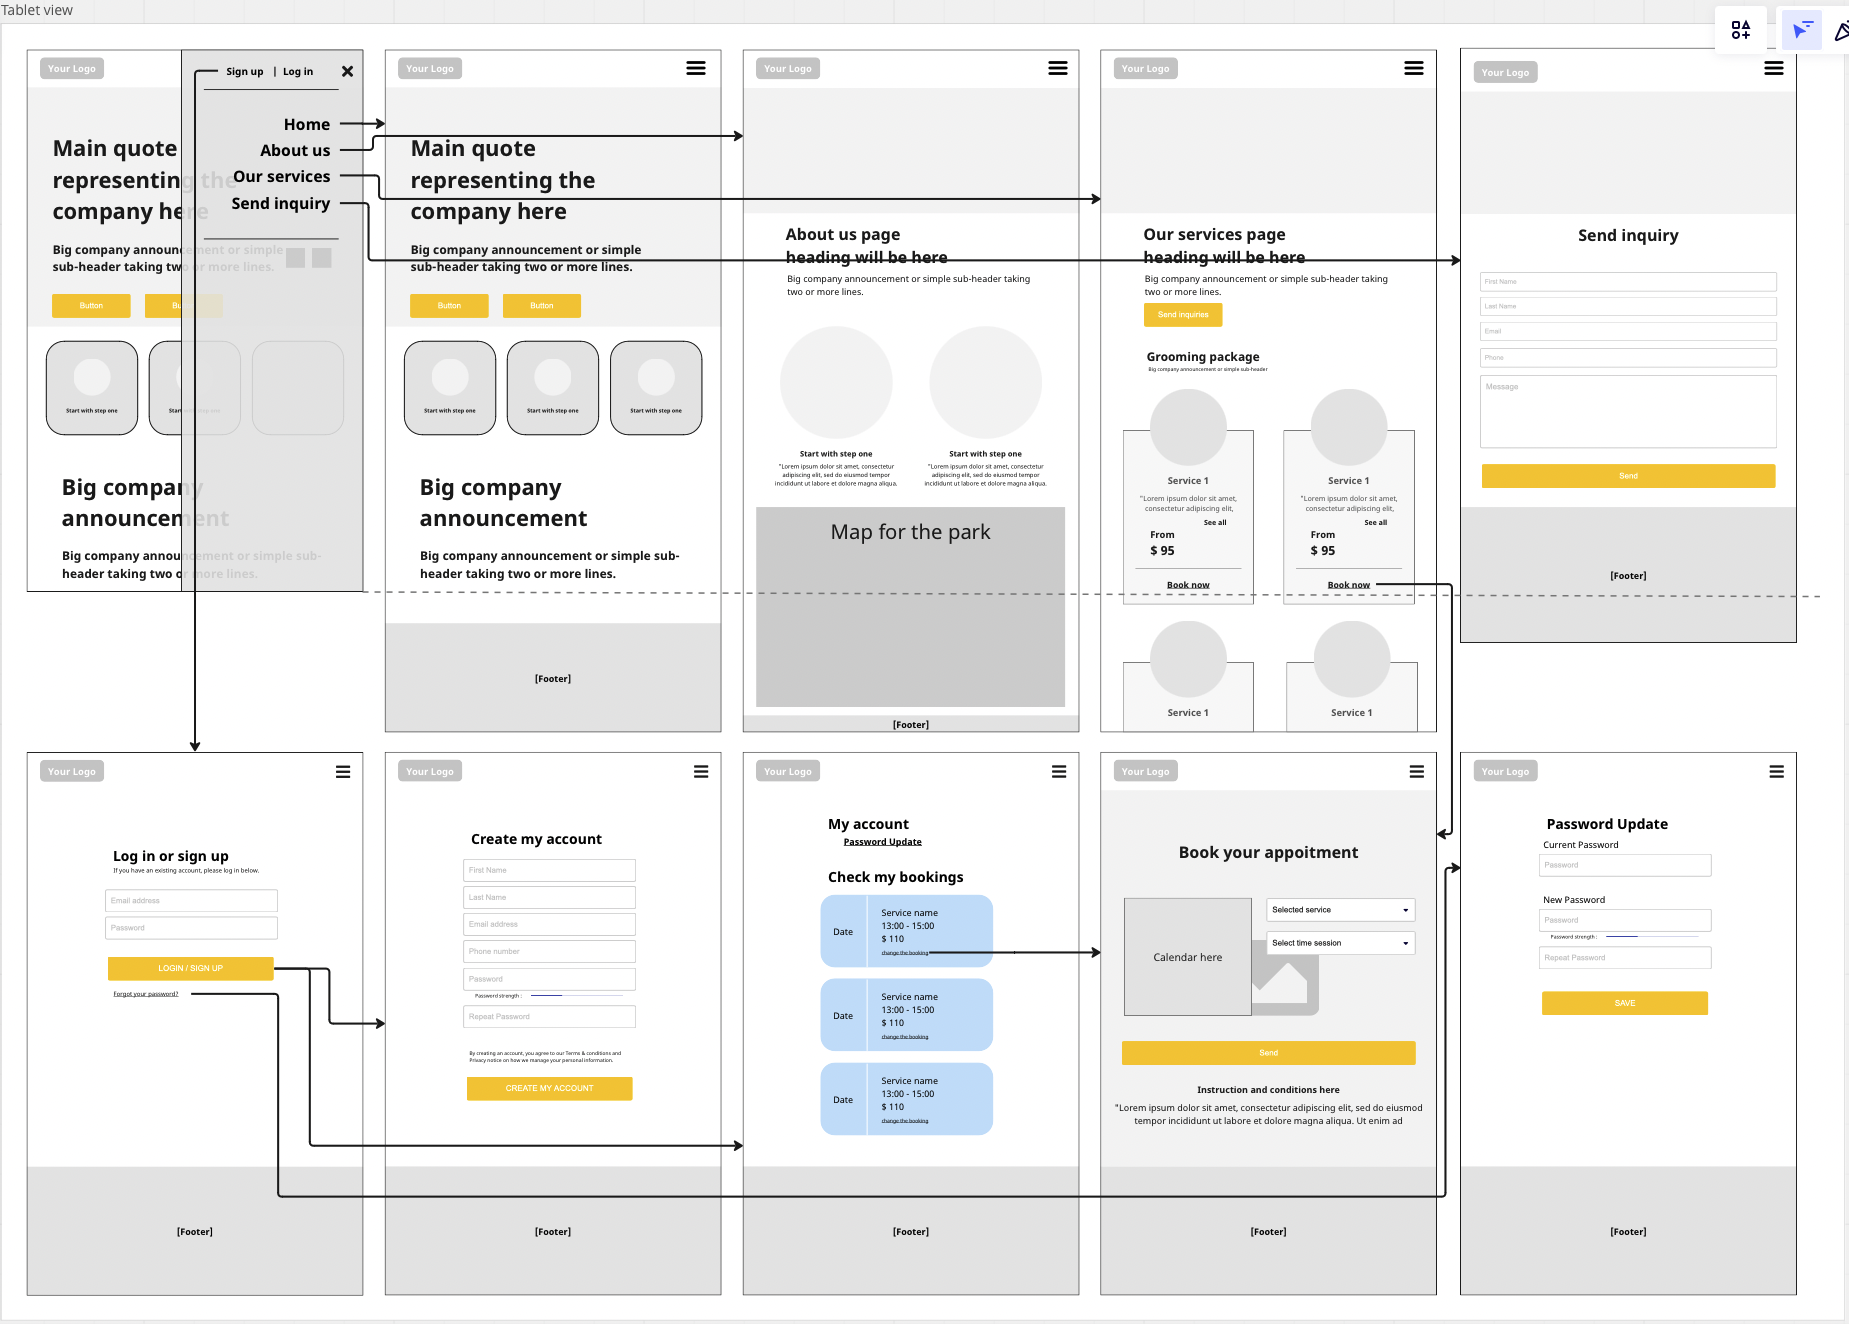 Tablet view
Your Logo
Sign up | Log in
Home
About us
Our services
Send inquiry
Main quote
representing the
company here
Big company announcement or simple
sub-header taking two or more lines.
Button
Bu
Start with step one
Start with step one
Big company
announcement
Big company announcement or simple sub-
header taking two or more lines.
Your Logo
Main quote
representing the
company here
Big company announcement or simple
sub-header taking two or more lines.
Button
Button
Start with step one
Start with step one
Start with step one
Big company
announcement
Big company announcement or simple sub-
header taking two or more lines.
[Footer]
Your Logo
About us page
heading will be here
Big company announcement or simple sub-header taking
two or more lines.
Start with step one
"Lorem ipsum dolor sit amet, consectetur
adipiscing elit, sed do eiusmod tempor
incididunt ut labore et dolore magna aliqua.
Start with step one
"Lorem ipsum dolor sit amet, consectetur
adipiscing elit, sed do eiusmod tempor
incididunt ut labore et dolore magna aliqua.
Map for the park
[Footer]
Your Logo
Our services page
heading will be here
Big company announcement or simple sub-header taking
two or more lines.
Send inquiries
Grooming package
Big company announcement or simple sub-header
Service 1
"Lorem ipsum dolor sit amet,
consectetur adipiscing elit,
See all
From
$ 95
Book now
Service 1
"Lorem ipsum dolor sit amet,
consectetur adipiscing elit,
See all
From
$ 95
Book now
Service 1
Service 1
Your Logo
Send inquiry
First Name
Last Name
Email
Phone
Message
Send
[Footer]
Your Logo
Log in or sign up
If you have an existing account, please log in below.
Email address
Password
LOGIN / SIGN UP
Forgot your password?
[Footer]
Your Logo
Create my account
First Name
Last Name
Email address
Phone number
Password
Password strength :
Repeat Password
By creating an account, you agree to our Terms & conditions and
Privacy notice on how we manage your personal information.
CREATE MY ACCOUNT
[Footer]
Your Logo
My account
Password Update
Check my bookings
Date
Service name
13:00 - 15:00
$ 110
change the booking
Date
Service name
13:00 - 15:00
$ 110
change the booking
Date
Service name
13:00 - 15:00
$ 110
change the booking
[Footer]
Your Logo
Book your appoitment
Calendar here
Selected service
Select time session
Send
Instruction and conditions here
"Lorem ipsum dolor sit amet, consectetur adipiscing elit, sed do eiusmod
tempor incididunt ut labore et dolore magna aliqua. Ut enim ad
[Footer]
Your Logo
Password Update
Current Password
Password
New Password
Password
Password strength :
Repeat Password
SAVE
[Footer]